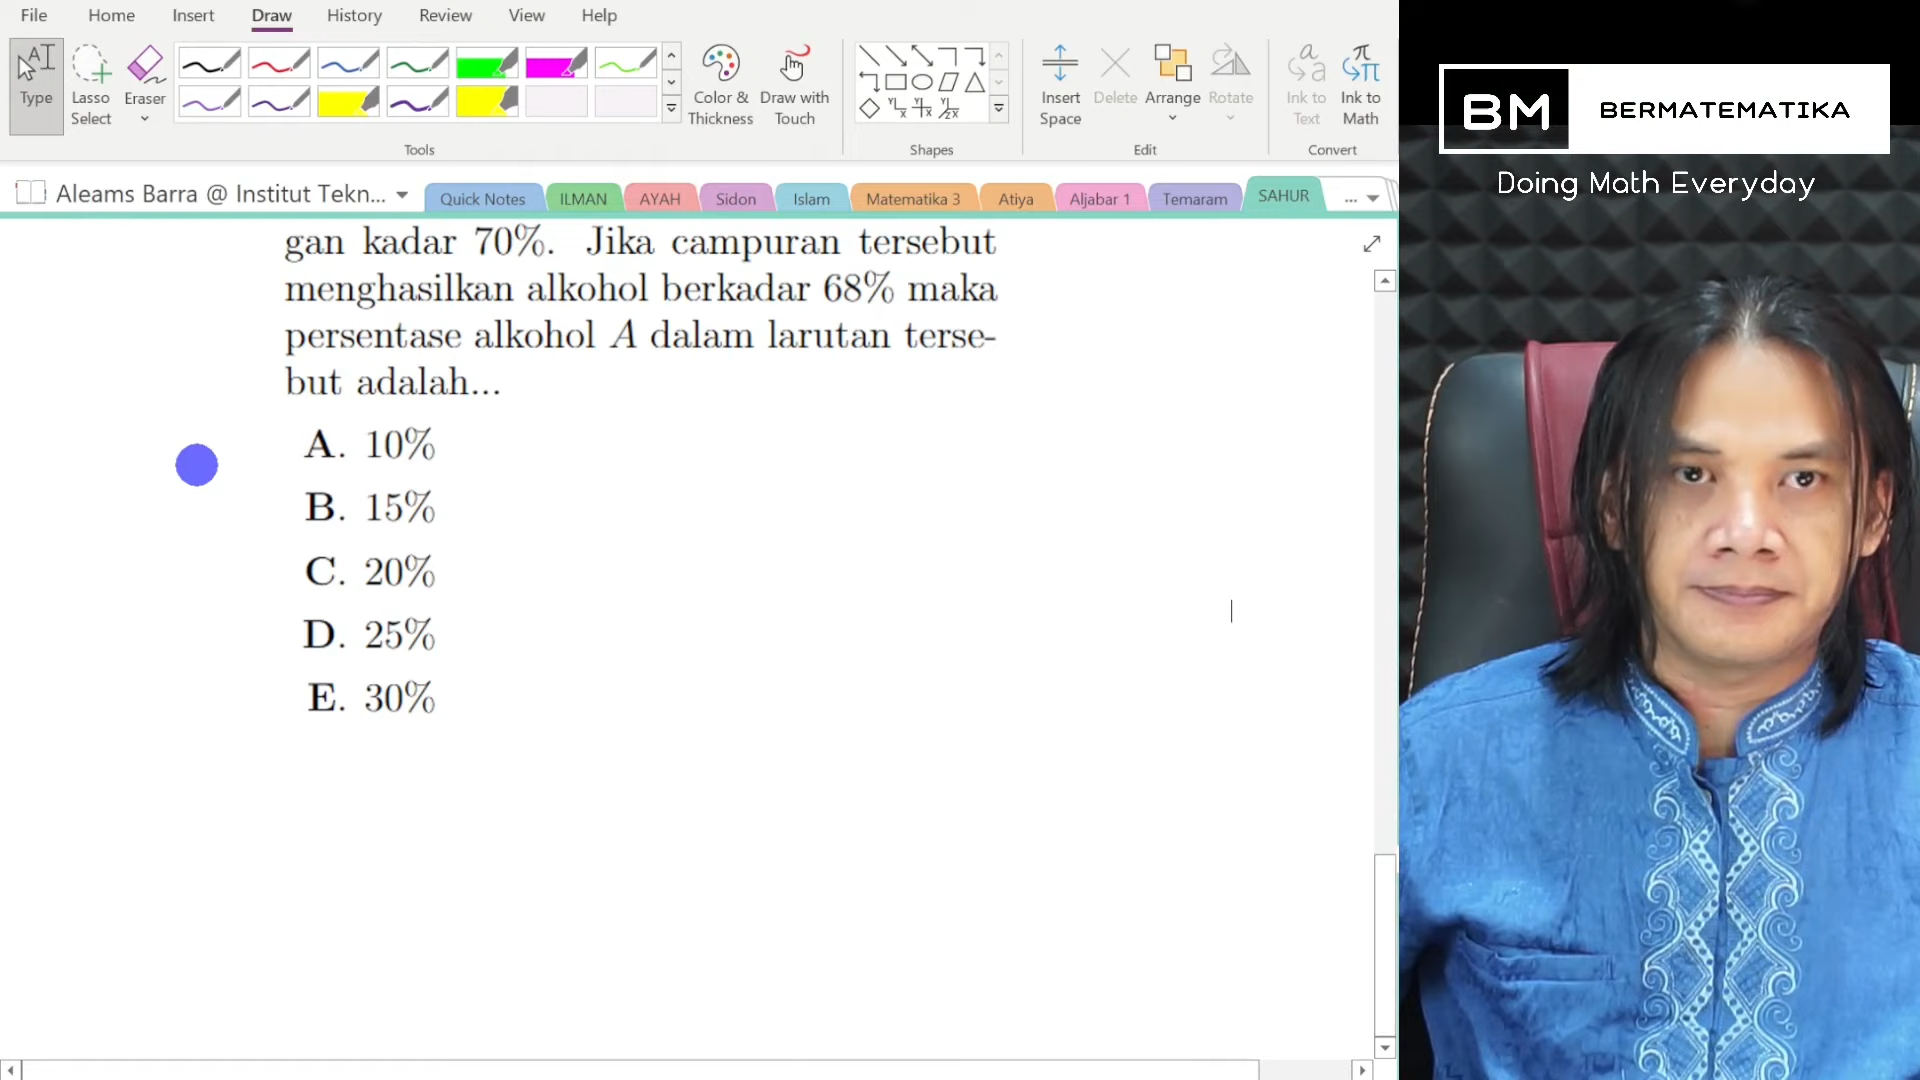 File Home Insert Draw History Review View Help
Type
Lasso Select
Eraser
Color & Thickness
Draw with Touch
Insert Space
Delete
Arrange
Rotate
Ink to Text
Ink to Math
Tools Shapes Edit Convert
Aleams Barra @ Institut Tekn... Quick Notes ILMAN AYAH Sidon Islam Matematika 3 Atiya Aljabar 1 Temaram SAHUR ...
gan kadar 70%. Jika campuran tersebut
menghasilkan alkohol berkadar 68% maka
persentase alkohol A dalam larutan terse-
but adalah...
A. 10%
B. 15%
C. 20%
D. 25%
E. 30%
BM BERMATEMATIKA
Doing Math Everyday